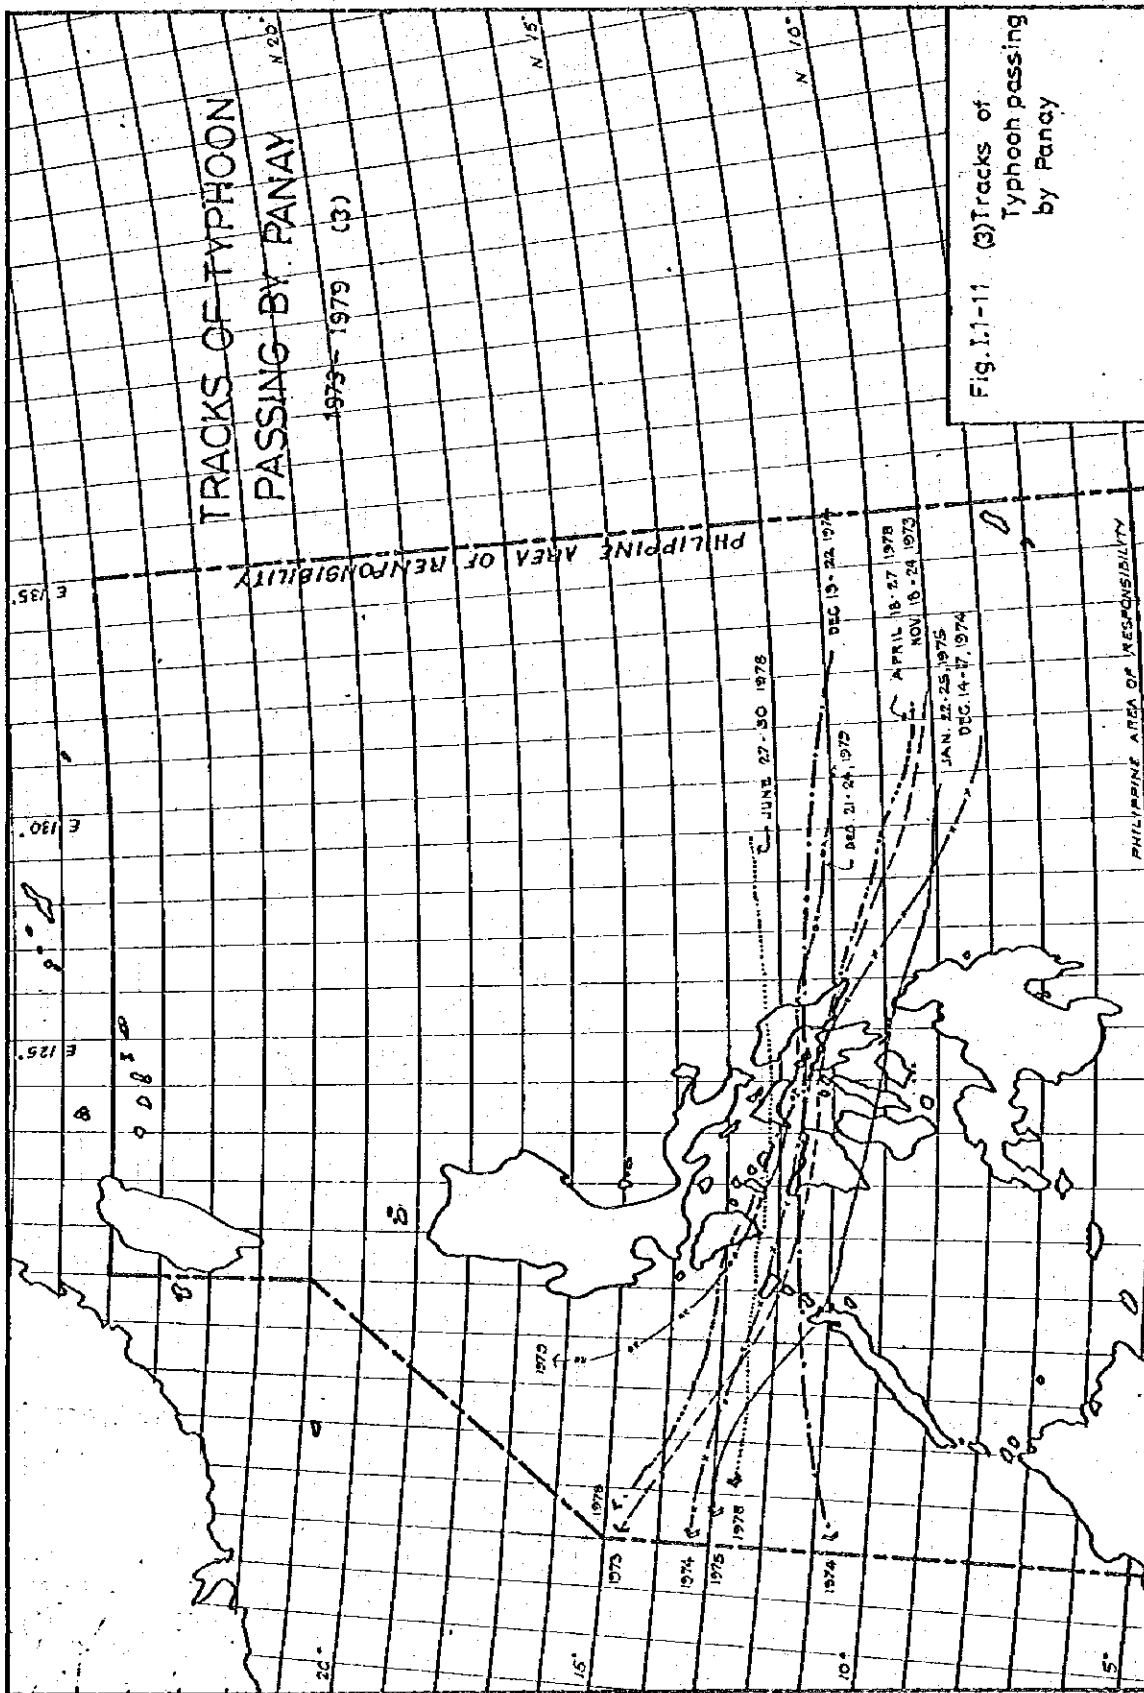 TRACKS OF TYPHOON
PASSING BY PANAY
1973 - 1979 (3)
N 20°
N 15°
N 10°
E 135°
E 130°
E 125°
PHILIPPINE AREA OF RENFONSIBILITY
JUNE 27-30 1978
DEC 19-22 1974
DEC 21-24, 1979
APRIL 18-27 1978
NOV 18-24 1973
JAN. 22-25, 1975
DEC. 14-17, 1974
PHILIPPINE AREA OF RESPONSIBILITY
1979
1978
1973
1974
1975
1978
1974
20°
15°
10°
5°
Fig. I.1-11 (3) Tracks of
Typhoon passing
by Panay